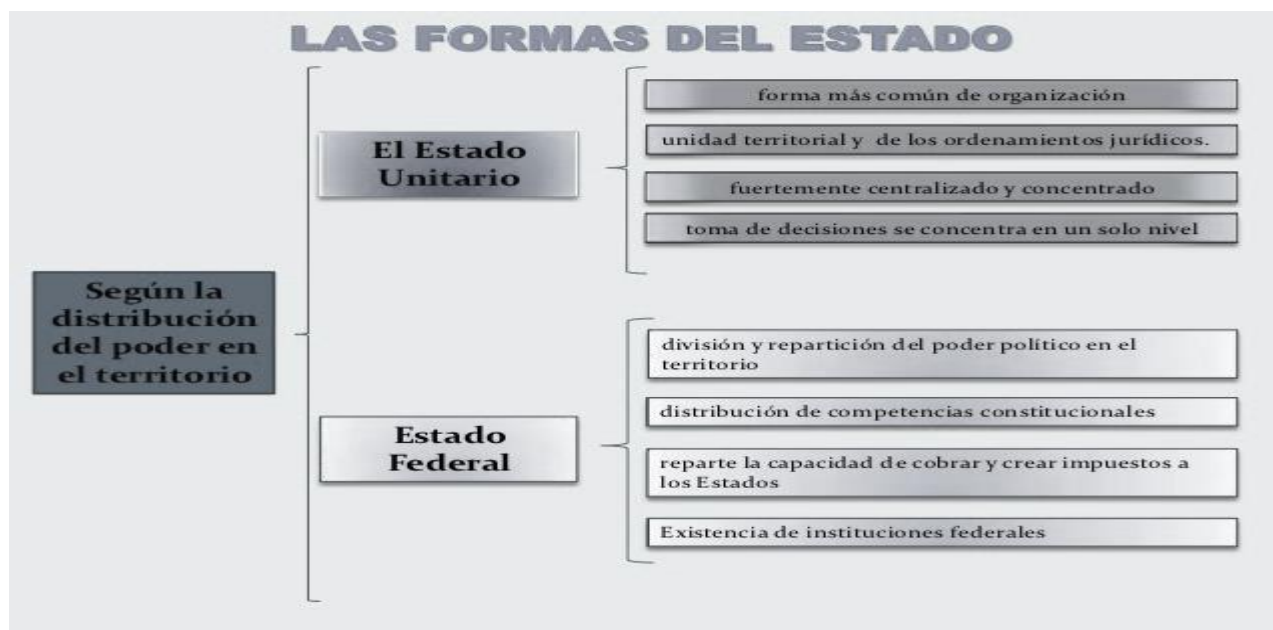 LAS FORMAS DEL ESTADO
Según la
distribución
del poder en
el territorio
El Estado
Unitario
forma más común de organización
unidad territorial y de los ordenamientos jurídicos.
fuertemente centralizado y concentrado
toma de decisiones se concentra en un solo nivel
Estado
Federal
división y repartición del poder político en el
territorio
distribución de competencias constitucionales
reparte la capacidad de cobrar y crear impuestos a
los Estados
Existencia de instituciones federales